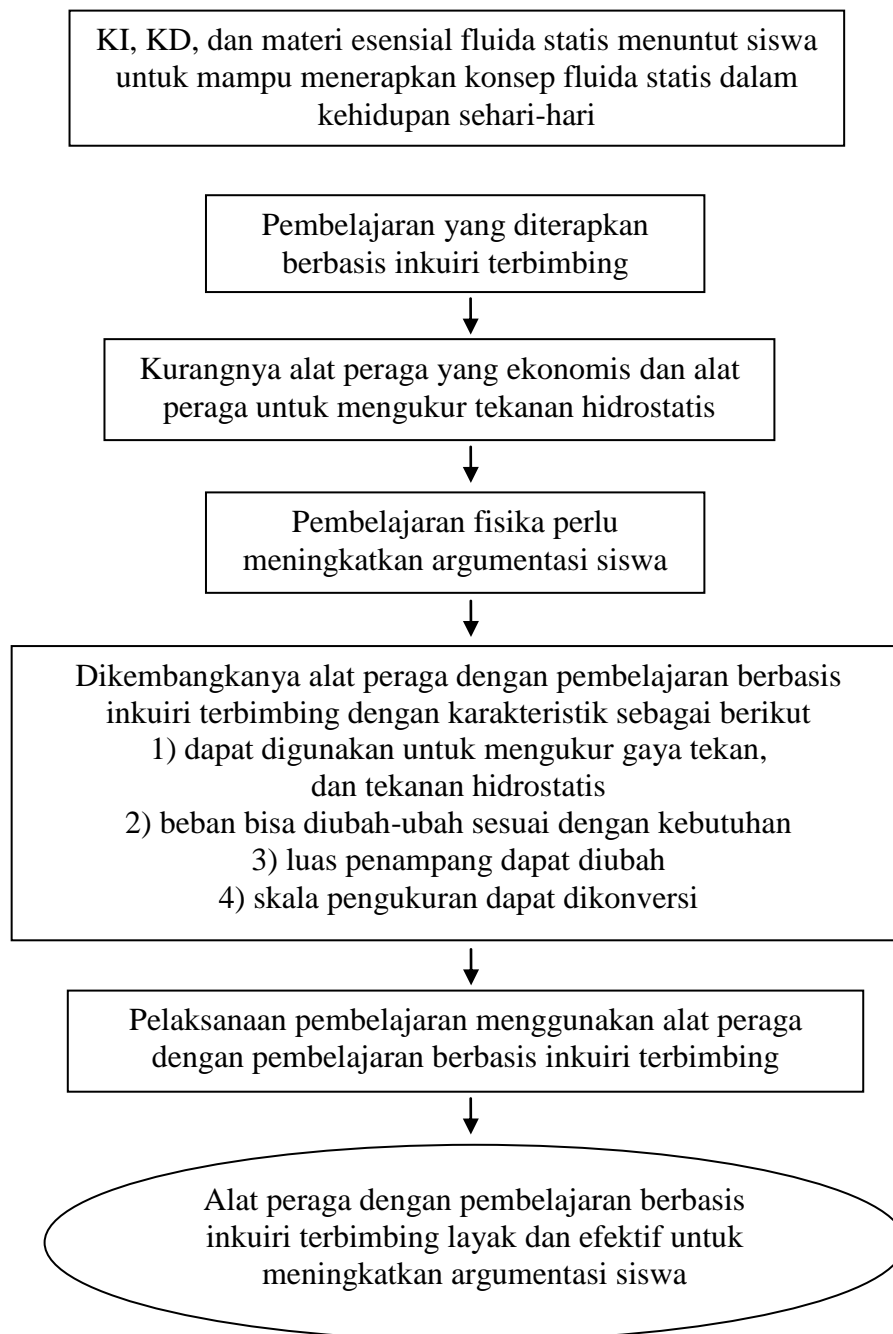 KI, KD, dan materi esensial fluida statis menuntut siswa
untuk mampu menerapkan konsep fluida statis dalam
kehidupan sehari-hari
Pembelajaran yang diterapkan
berbasis inkuiri terbimbing
Kurangnya alat peraga yang ekonomis dan alat
peraga untuk mengukur tekanan hidrostatis
Pembelajaran fisika perlu
meningkatkan argumentasi siswa
Dikembangkanya alat peraga dengan pembelajaran berbasis
inkuiri terbimbing dengan karakteristik sebagai berikut
1) dapat digunakan untuk mengukur gaya tekan,
dan tekanan hidrostatis
2) beban bisa diubah-ubah sesuai dengan kebutuhan
3) luas penampang dapat diubah
4) skala pengukuran dapat dikonversi
Pelaksanaan pembelajaran menggunakan alat peraga
dengan pembelajaran berbasis inkuiri terbimbing
Alat peraga dengan pembelajaran berbasis
inkuiri terbimbing layak dan efektif untuk
meningkatkan argumentasi siswa